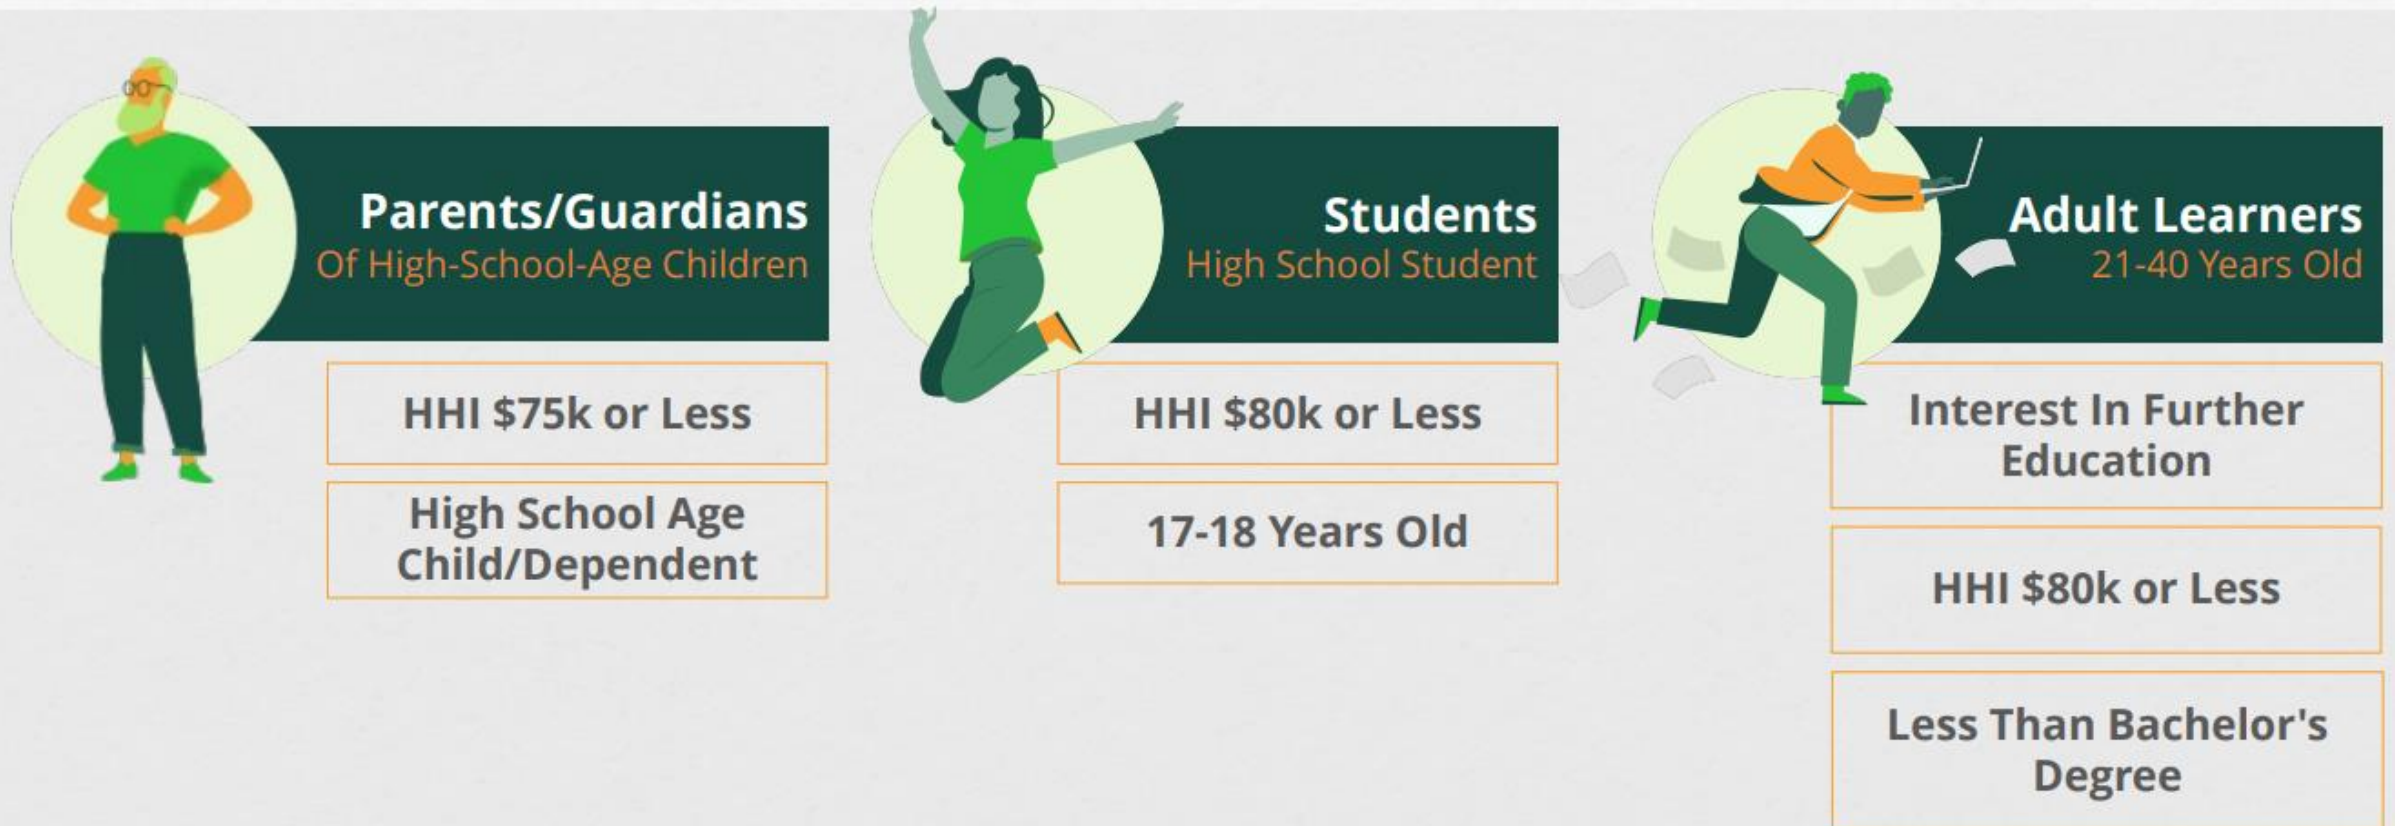 Parents/Guardians
Of High-School-Age Children
HHI $75k or Less
High School Age
Child/Dependent
Students
High School Student
HHI $80k or Less
17-18 Years Old
Adult Learners
21-40 Years Old
Interest In Further
Education
HHI $80k or Less
Less Than Bachelor's
Degree